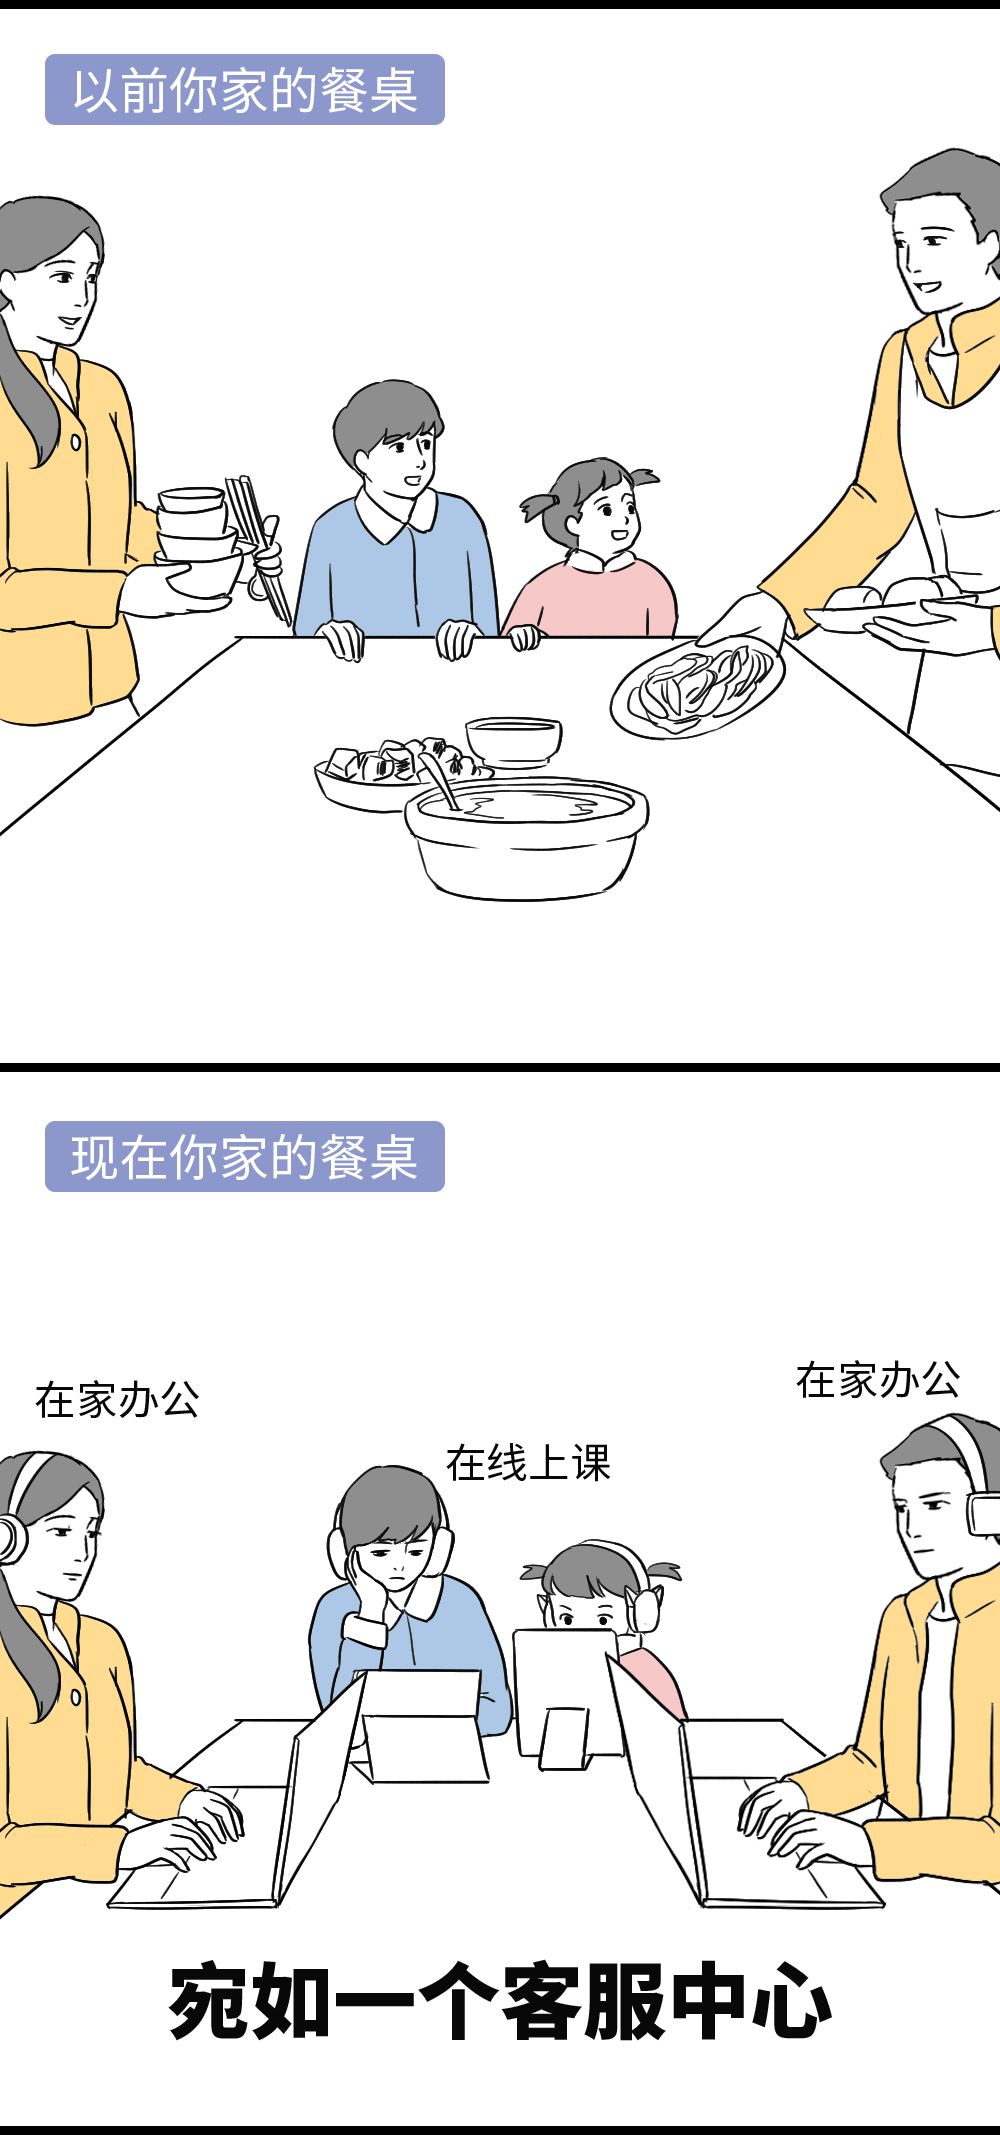 以前你家的餐桌
现在你家的餐桌
在家办公
在家办公
在线上课
宛如一个客服中心